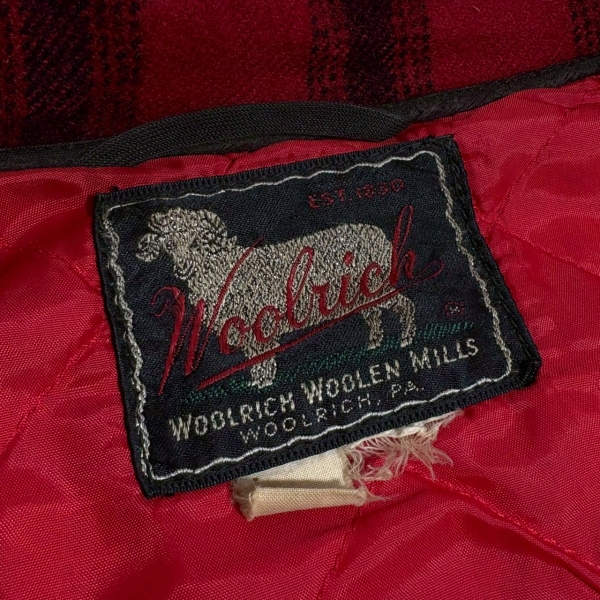 EST. 1830
Woolrich
WOOLRICH WOOLEN MILLS
WOOLRICH, PA.